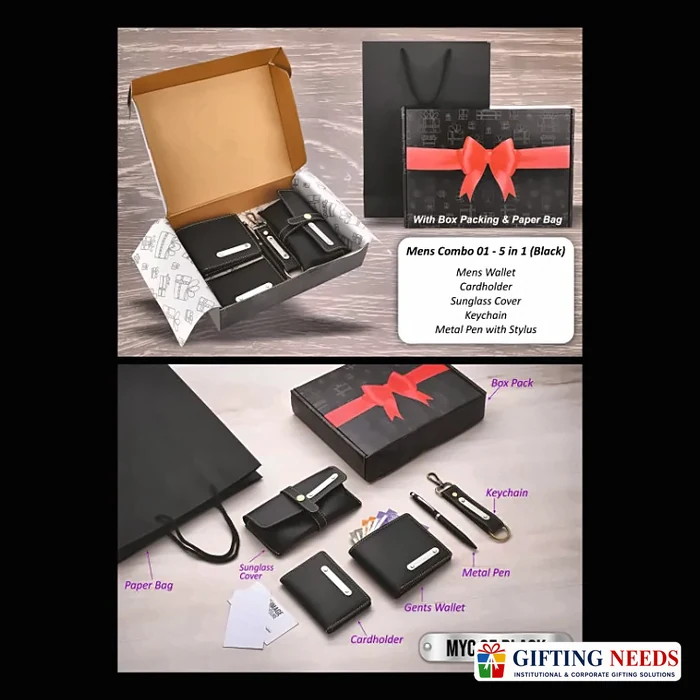 With Box Packing & Paper Bag
Mens Combo 01 - 5 in 1 (Black)
Mens Wallet
Cardholder
Sunglass Cover
Keychain
Metal Pen with Stylus
Box Pack
Keychain
Sunglass
Cover
Metal Pen
Paper Bag
Gents Wallet
Cardholder
GIFTING NEEDS
INSTITUTIONAL & CORPORATE GIFTING SOLUTIONS